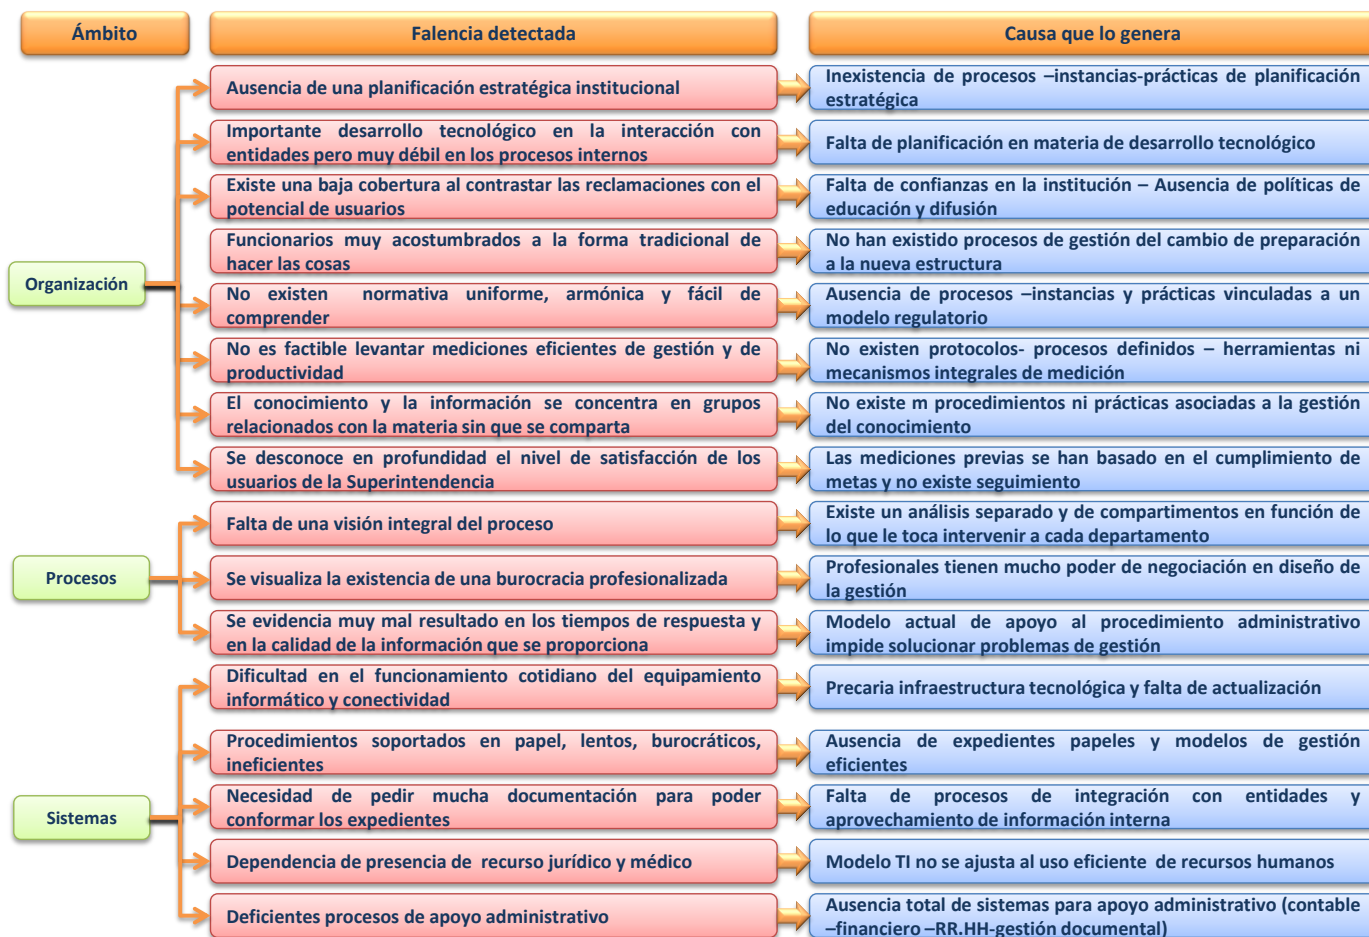 Ámbito
Falencia detectada
Causa que lo genera
Organización
Ausencia de una planificación estratégica institucional
Inexistencia de procesos –instancias-prácticas de planificación
estratégica
Importante desarrollo tecnológico en la interacción con
entidades pero muy débil en los procesos internos
Falta de planificación en materia de desarrollo tecnológico
Existe una baja cobertura al contrastar las reclamaciones con el
potencial de usuarios
Falta de confianzas en la institución – Ausencia de políticas de
educación y difusión
Funcionarios muy acostumbrados a la forma tradicional de
hacer las cosas
No han existido procesos de gestión del cambio de preparación
a la nueva estructura
No existen normativa uniforme, armónica y fácil de
comprender
Ausencia de procesos –instancias y prácticas vinculadas a un
modelo regulatorio
No es factible levantar mediciones eficientes de gestión y de
productividad
No existen protocolos- procesos definidos – herramientas ni
mecanismos integrales de medición
El conocimiento y la información se concentra en grupos
relacionados con la materia sin que se comparta
No existe m procedimientos ni prácticas asociadas a la gestión
del conocimiento
Se desconoce en profundidad el nivel de satisfacción de los
usuarios de la Superintendencia
Las mediciones previas se han basado en el cumplimiento de
metas y no existe seguimiento
Procesos
Falta de una visión integral del proceso
Existe un análisis separado y de compartimentos en función de
lo que le toca intervenir a cada departamento
Se visualiza la existencia de una burocracia profesionalizada
Profesionales tienen mucho poder de negociación en diseño de
la gestión
Se evidencia muy mal resultado en los tiempos de respuesta y
en la calidad de la información que se proporciona
Modelo actual de apoyo al procedimiento administrativo
impide solucionar problemas de gestión
Sistemas
Dificultad en el funcionamiento cotidiano del equipamiento
informático y conectividad
Precaria infraestructura tecnológica y falta de actualización
Procedimientos soportados en papel, lentos, burocráticos,
ineficientes
Ausencia de expedientes papeles y modelos de gestión
eficientes
Necesidad de pedir mucha documentación para poder
conformar los expedientes
Falta de procesos de integración con entidades y
aprovechamiento de información interna
Dependencia de presencia de recurso jurídico y médico
Modelo TI no se ajusta al uso eficiente de recursos humanos
Deficientes procesos de apoyo administrativo
Ausencia total de sistemas para apoyo administrativo (contable
–financiero –RR.HH-gestión documental)